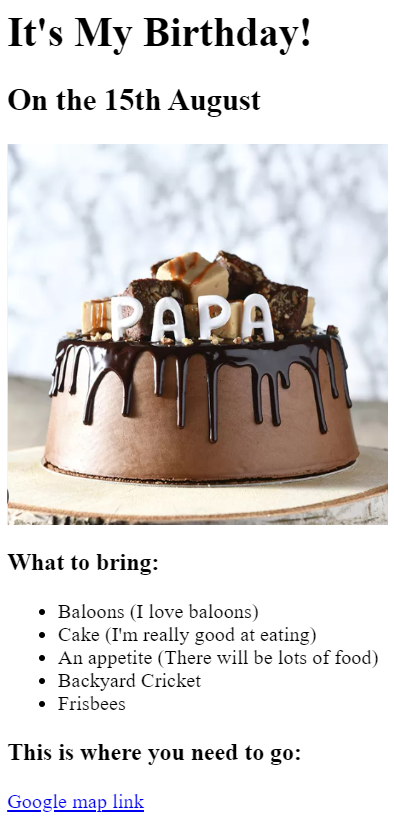 It's My Birthday!
On the 15th August
PAPA
What to bring:
Baloons (I love baloons)
Cake (I'm really good at eating)
An appetite (There will be lots of food)
Backyard Cricket
Frisbees
This is where you need to go:
Google map link